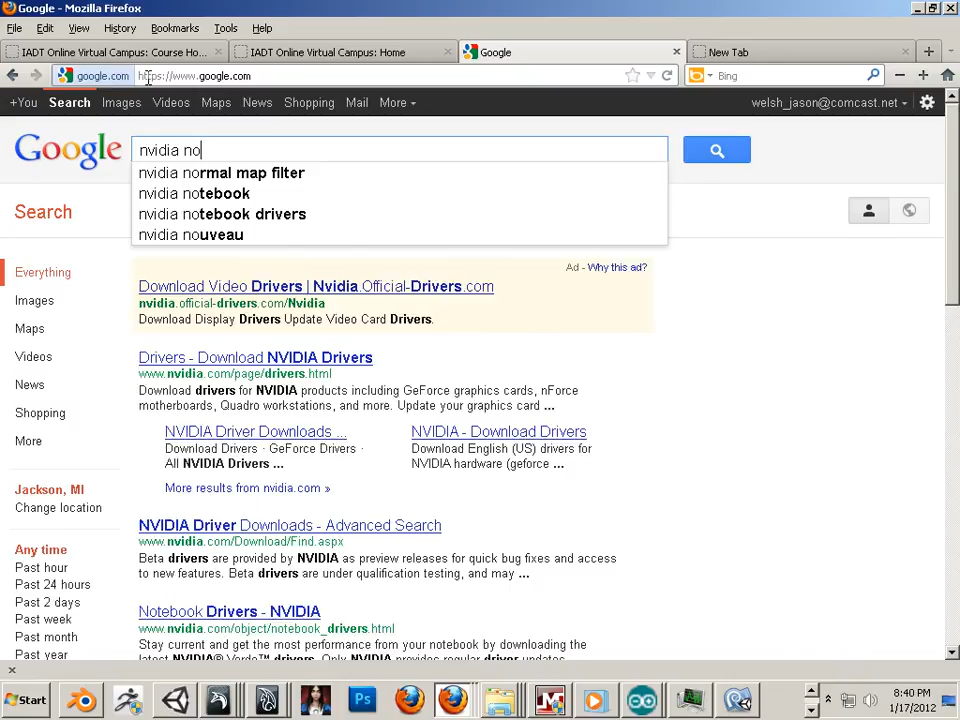 Google - Mozilla Firefox
File Edit View History Bookmarks Tools Help
IADT Online Virtual Campus: Course Ho... IADT Online Virtual Campus: Home Google New Tab
google.com https://www.google.com Bing
+You Search Images Videos Maps News Shopping Mail More welsh_jason@comcast.net
Google nvidia no
nvidia normal map filter
nvidia notebook
nvidia notebook drivers
nvidia nouveau
Search
Everything
Images
Maps
Videos
News
Shopping
More
Jackson, MI
Change location
Any time
Past hour
Past 24 hours
Past 2 days
Past week
Past month
Past year
Ad - Why this ad?
Download Video Drivers | Nvidia.Official-Drivers.com
nvidia.official-drivers.com/Nvidia
Download Display Drivers Update Video Card Drivers.
Drivers - Download NVIDIA Drivers
www.nvidia.com/page/drivers.html
Download drivers for NVIDIA products including GeForce graphics cards, nForce
motherboards, Quadro workstations, and more. Update your graphics card ...
NVIDIA Driver Downloads ...
Download Drivers · GeForce Drivers ·
All NVIDIA Drivers ...
NVIDIA - Download Drivers
Download English (US) drivers for
NVIDIA hardware (geforce ...
More results from nvidia.com »
NVIDIA Driver Downloads - Advanced Search
www.nvidia.com/Download/Find.aspx
Beta drivers are provided by NVIDIA as preview releases for quick bug fixes and access
to new features. Beta drivers are under qualification testing, and may ...
Notebook Drivers - NVIDIA
www.nvidia.com/object/notebook_drivers.html
Stay current and get the most performance from your notebook by downloading the
latest NVIDIA® Verde™ drivers. Only NVIDIA provides regular driver updates
Start Ps 8:40 PM
1/17/2012